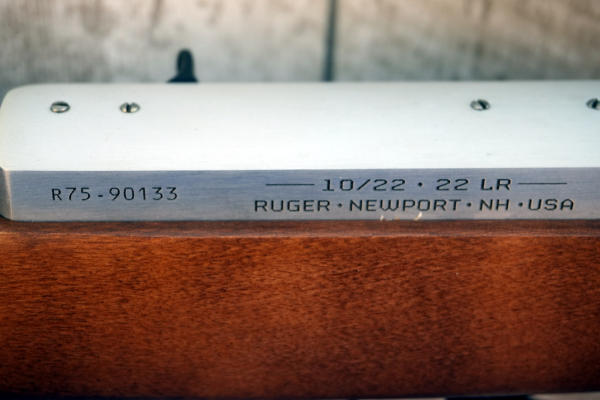 R75-90133
10/22 · 22 LR
RUGER · NEWPORT · NH · USA